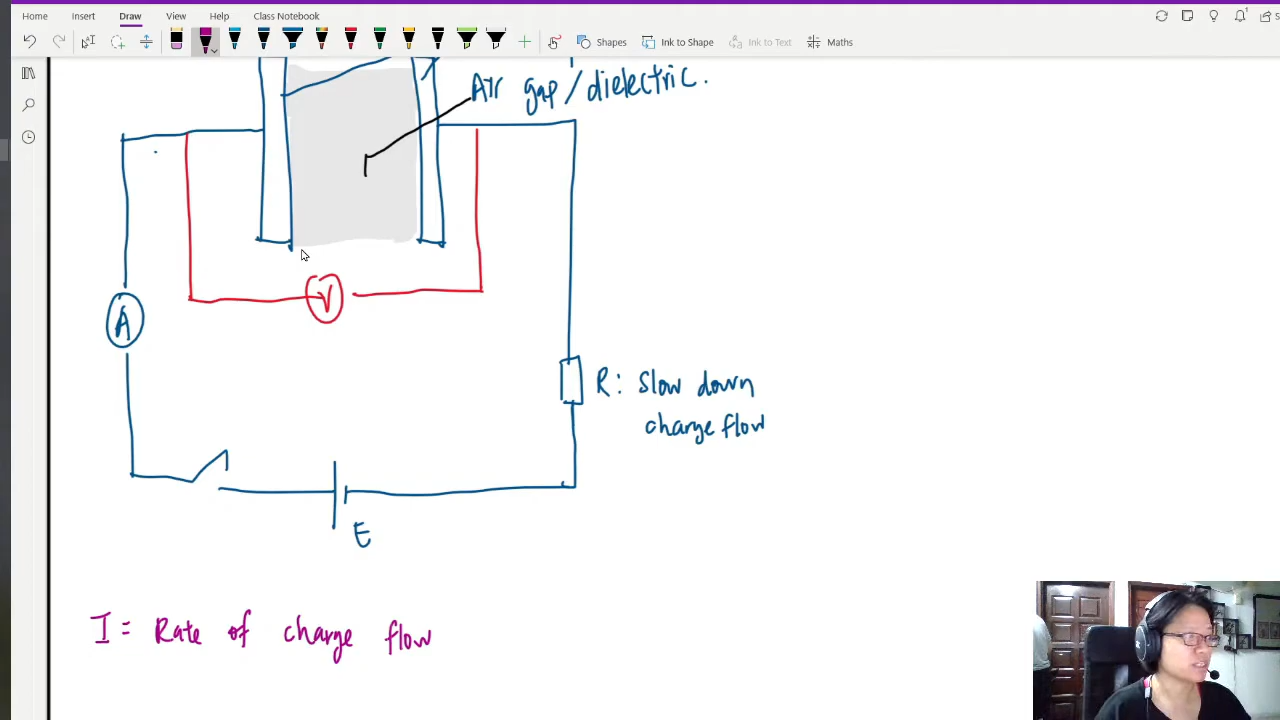 Home Insert Draw View Help Class Notebook
Shapes Ink to Shape Ink to Text Maths
Air gap/dielectric.
V
A
R: Slow down
charge flow
E
I = Rate of charge flow